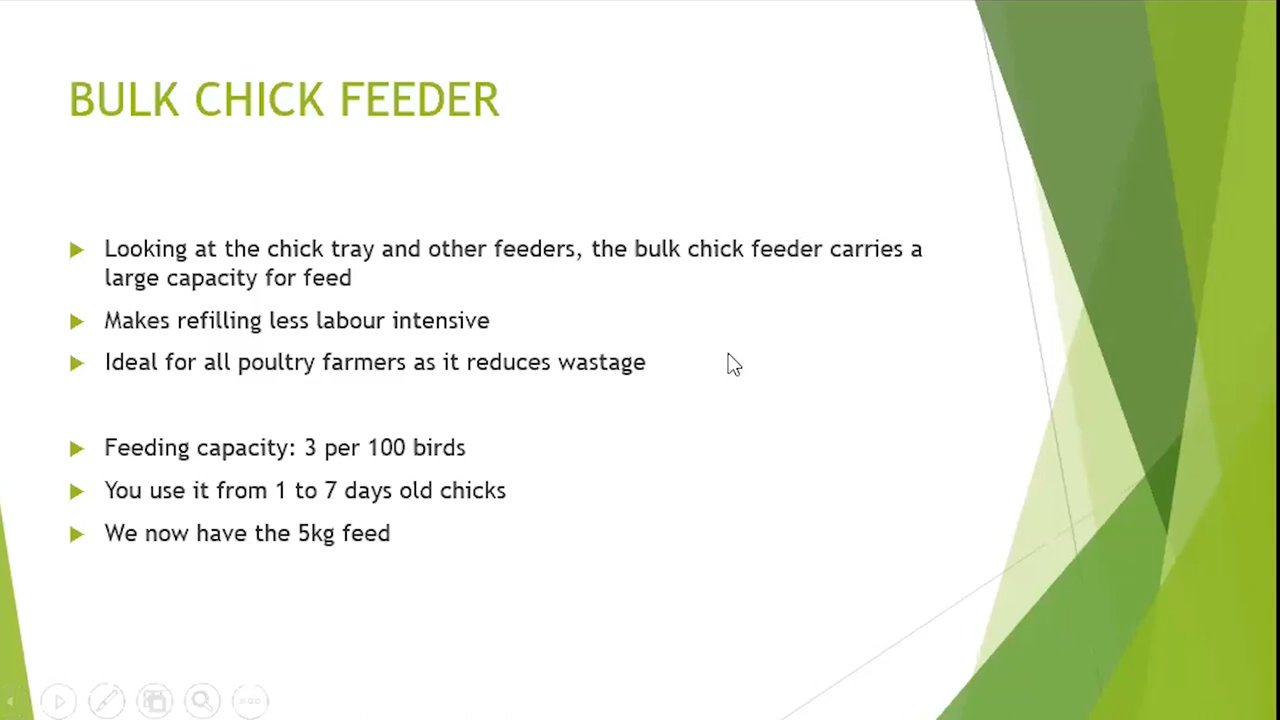 BULK CHICK FEEDER
Looking at the chick tray and other feeders, the bulk chick feeder carries a
large capacity for feed
Makes refilling less labour intensive
Ideal for all poultry farmers as it reduces wastage
Feeding capacity: 3 per 100 birds
You use it from 1 to 7 days old chicks
We now have the 5kg feed